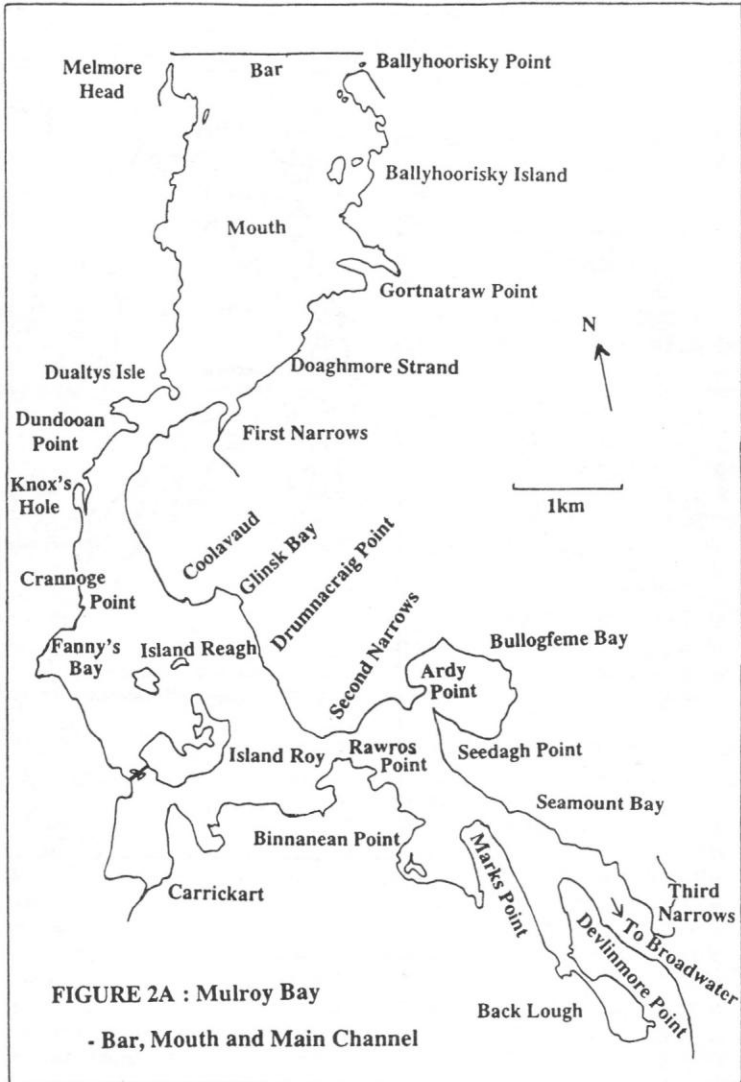 Melmore
Head
Bar
Ballyhoorisky Point
Ballyhoorisky Island
Mouth
Gortnatraw Point
N
Dualtys Isle
Doaghmore Strand
Dundooan
Point
First Narrows
Knox's
Hole
1km
Coolavaud
Glinsk Bay
Drumnacraig Point
Second Narrows
Crannoge
Point
Fanny's
Bay
Island Reagh
Bullogfeme Bay
Ardy
Point
Island Roy
Rawros
Point
Seedagh Point
Seamount Bay
Binnanean Point
Marks Point
Carrickart
Third
Narrows
To Broadwater
Devlinmore Point
Back Lough
FIGURE 2A : Mulroy Bay
- Bar, Mouth and Main Channel